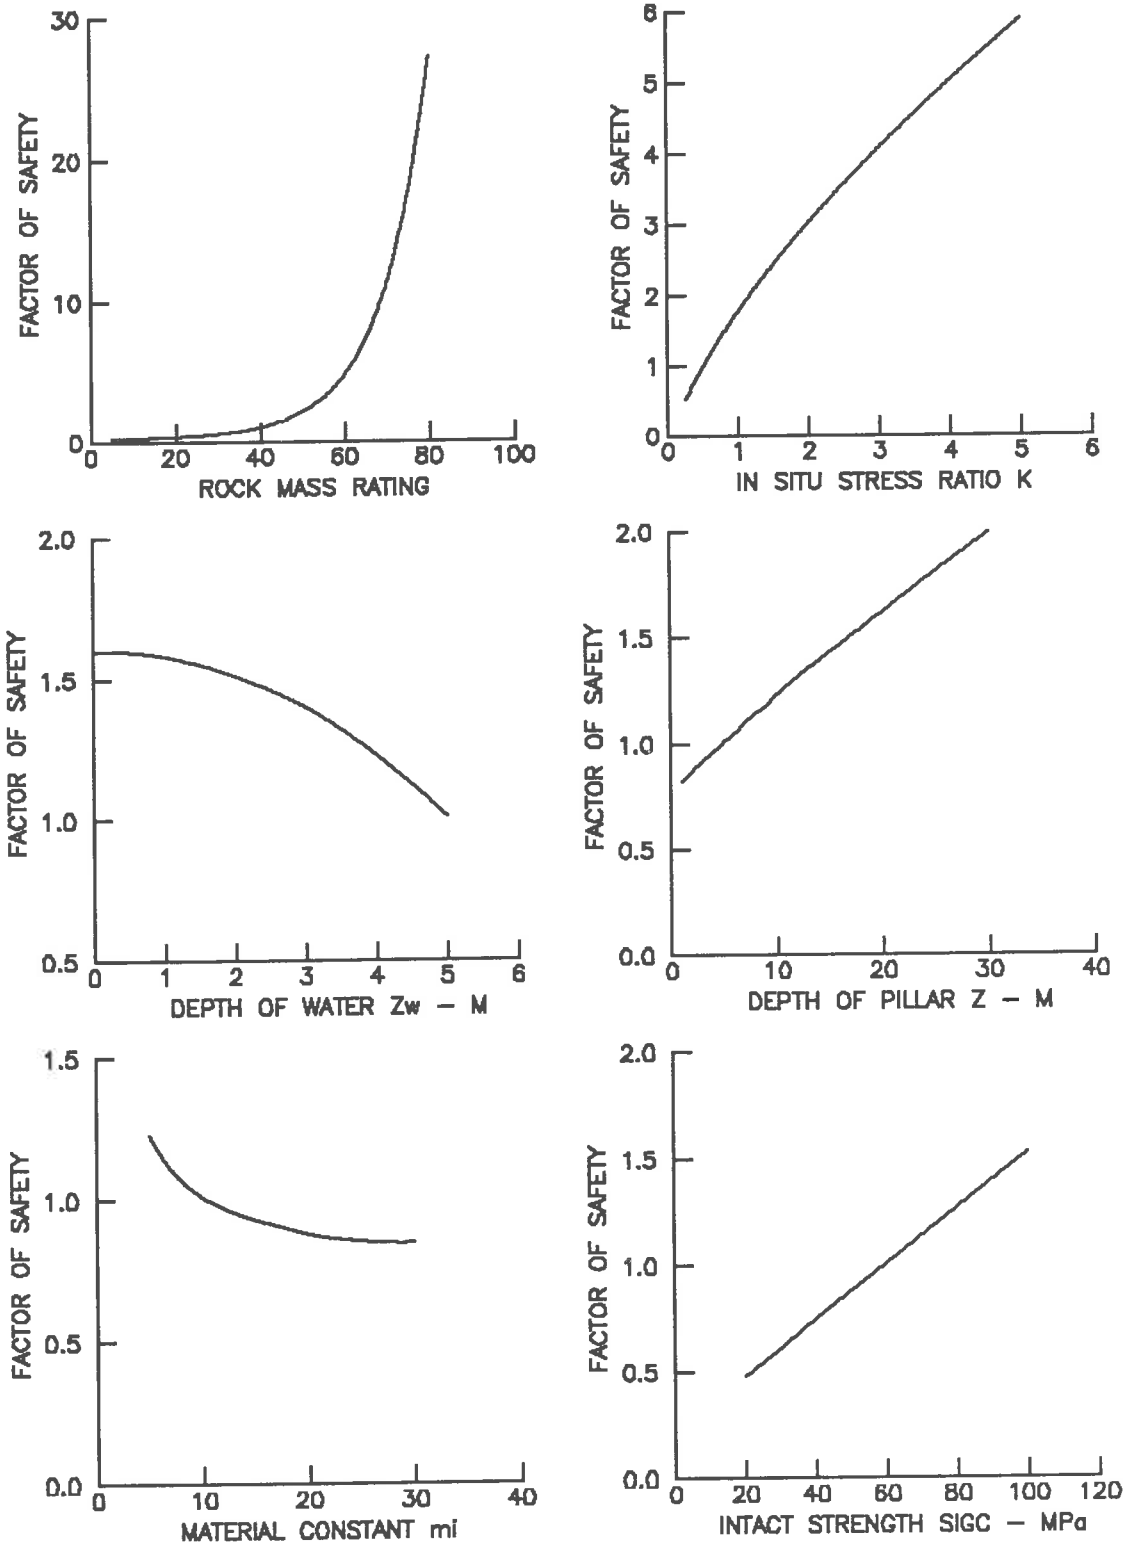 FACTOR OF SAFETY
30
20
10
0
0 20 40 60 80 100
ROCK MASS RATING
FACTOR OF SAFETY
6
5
4
3
2
1
0
0 1 2 3 4 5 6
IN SITU STRESS RATIO K
FACTOR OF SAFETY
2.0
1.5
1.0
0.5
0 1 2 3 4 5 6
DEPTH OF WATER Zw – M
FACTOR OF SAFETY
2.0
1.5
1.0
0.5
0.0
0 10 20 30 40
DEPTH OF PILLAR Z – M
FACTOR OF SAFETY
1.5
1.0
0.5
0.0
0 10 20 30 40
MATERIAL CONSTANT mi
FACTOR OF SAFETY
2.0
1.5
1.0
0.5
0.0
0 20 40 60 80 100 120
INTACT STRENGTH SIGC – MPa